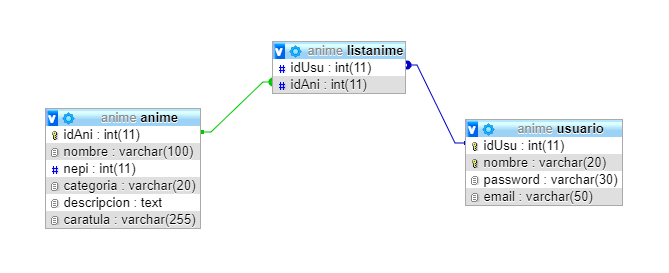 anime listanime
idUsu : int(11)
idAni : int(11)
anime anime
idAni : int(11)
nombre : varchar(100)
nepi : int(11)
categoria : varchar(20)
descripcion : text
caratula : varchar(255)
anime usuario
idUsu : int(11)
nombre : varchar(20)
password : varchar(30)
email : varchar(50)